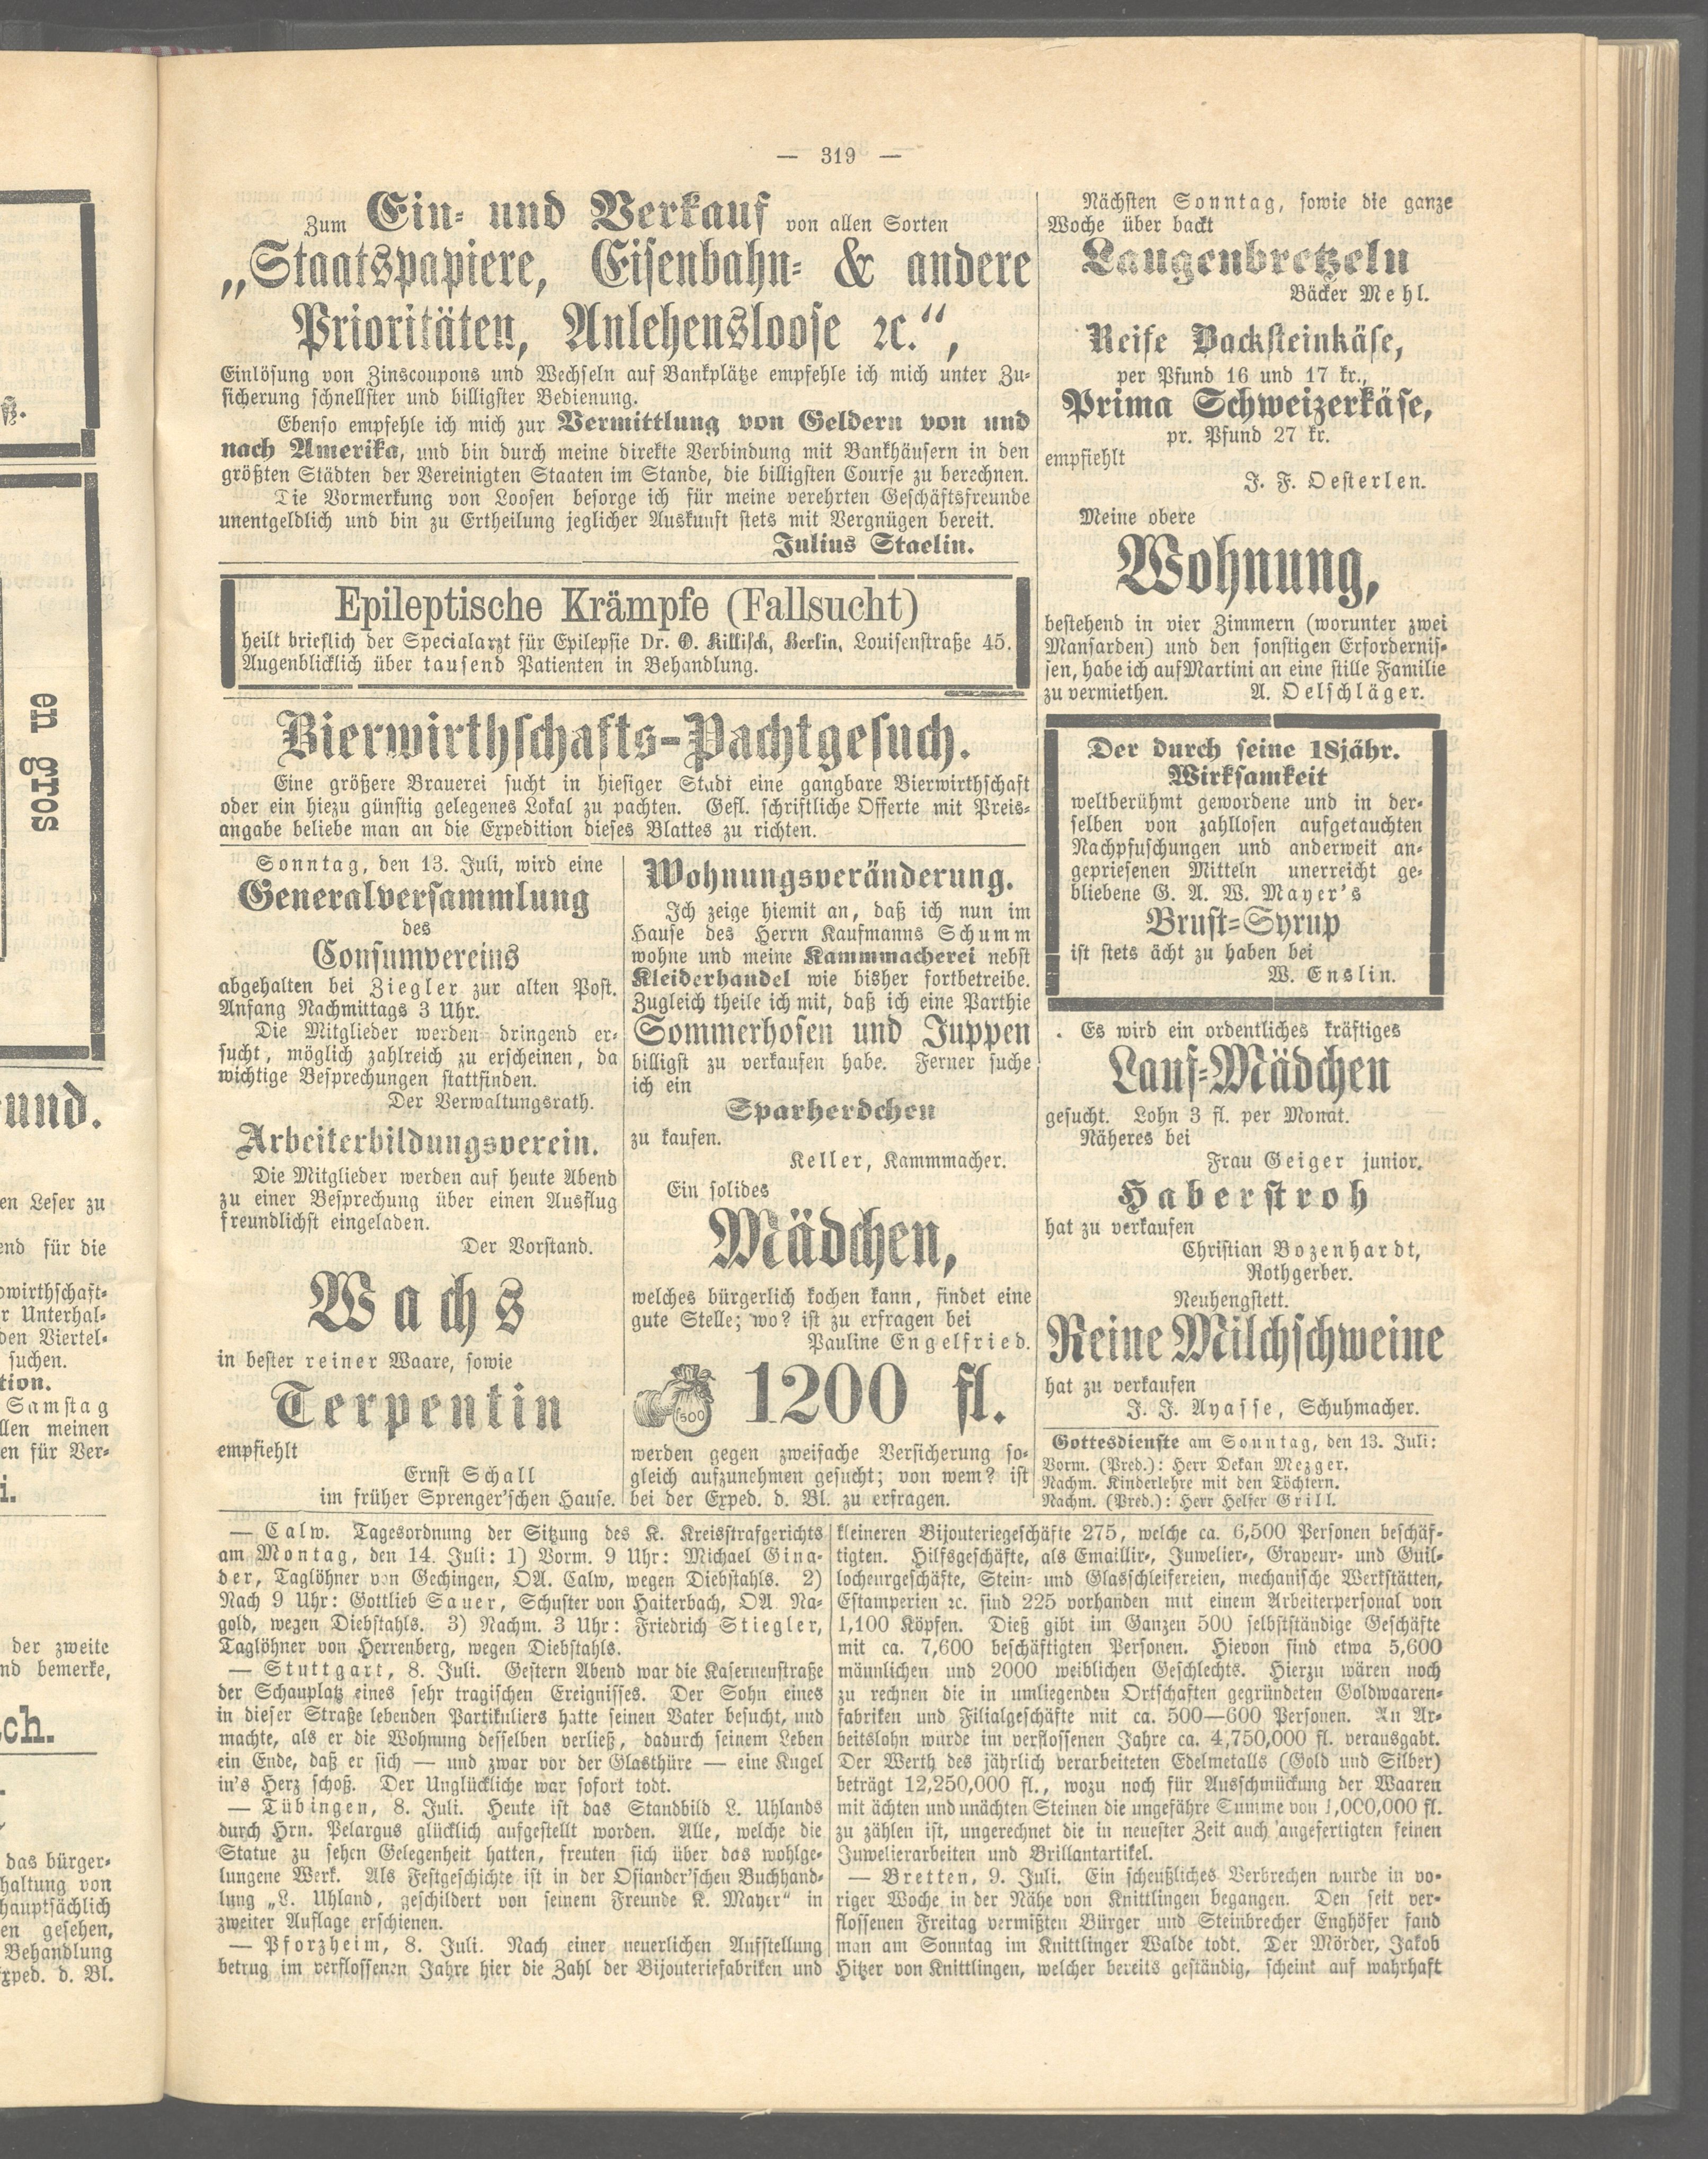 — 319 —
Zum Ein- und Verkauf von allen Sorten
„Staatspapiere, Eisenbahn- & andere
Prioritäten, Anlehensloose ꝛc.“,
Einlösung von Zinscoupons und Wechseln auf Bankplätze empfehle ich mich unter Zu-
sicherung schnellster und billigster Bedienung.
Ebenso empfehle ich mich zur Vermittlung von Geldern von und
nach Amerika, und bin durch meine direkte Verbindung mit Bankhäusern in den
größten Städten der Vereinigten Staaten im Stande, die billigsten Course zu berechnen.
Die Vormerkung von Loosen besorge ich für meine verehrten Geschäftsfreunde
unentgeldlich und bin zu Ertheilung jeglicher Auskunft stets mit Vergnügen bereit.
Julius Staelin.
Epileptische Krämpfe (Fallsucht)
heilt brieflich der Specialarzt für Epilepsie Dr. O. Killisch, Berlin, Louisenstraße 45.
Augenblicklich über tausend Patienten in Behandlung.
Bierwirthschafts-Pachtgesuch.
Eine größere Brauerei sucht in hiesiger Stadt eine gangbare Bierwirthschaft
oder ein hiezu günstig gelegenes Lokal zu pachten. Gefl. schriftliche Offerte mit Preis-
angabe beliebe man an die Expedition dieses Blattes zu richten.
Sonntag, den 13. Juli, wird eine
Generalversammlung
des
Consumvereins
abgehalten bei Ziegler zur alten Post.
Anfang Nachmittags 3 Uhr.
Die Mitglieder werden dringend er-
sucht, möglich zahlreich zu erscheinen, da
wichtige Besprechungen stattfinden.
Der Verwaltungsrath.
Arbeiterbildungsverein.
Die Mitglieder werden auf heute Abend
zu einer Besprechung über einen Ausflug
freundlichst eingeladen.
Der Vorstand.
Wachs
in bester reiner Waare, sowie
Terpentin
empfiehlt
Ernst Schall
im früher Sprenger'schen Hause.
Wohnungsveränderung.
Ich zeige hiemit an, daß ich nun im
Hause des Herrn Kaufmanns Schumm
wohne und meine Kammmacherei nebst
Kleiderhandel wie bisher fortbetreibe.
Zugleich theile ich mit, daß ich eine Parthie
Sommerhosen und Juppen
billigst zu verkaufen habe. Ferner suche
ich ein
Sparherdchen
zu kaufen.
Keller, Kammmacher.
Ein solides
Mädchen,
welches bürgerlich kochen kann, findet eine
gute Stelle; wo? ist zu erfragen bei
Pauline Engelfried.
500
1200 fl.
werden gegen zweifache Versicherung so-
gleich aufzunehmen gesucht; von wem? ist
bei der Exped. d. Bl. zu erfragen.
Nächsten Sonntag, sowie die ganze
Woche über backt
Laugenbretzeln
Bäcker Mehl.
Reife Backsteinkäse,
per Pfund 16 und 17 kr.,
Prima Schweizerkäse,
pr. Pfund 27 kr.
empfiehlt
J. F. Oesterlen.
Meine obere
Wohnung,
bestehend in vier Zimmern (worunter zwei
Mansarden) und den sonstigen Erfordernis-
sen, habe ich auf Martini an eine stille Familie
zu vermiethen. A. Oelschläger.
Der durch seine 18jähr.
Wirksamkeit
weltberühmt gewordene und in der-
selben von zahllosen aufgetauchten
Nachpfuschungen und anderweit an-
gepriesenen Mitteln unerreicht ge-
bliebene G. A. W. Mayer's
Brust-Syrup
ist stets ächt zu haben bei
W. Enslin.
Es wird ein ordentliches kräftiges
Lauf-Mädchen
gesucht. Lohn 3 fl. per Monat.
Näheres bei
Frau Geiger junior.
Haberstroh
hat zu verkaufen
Christian Bozenhardt,
Rothgerber.
Neuhengstett.
Reine Milchschweine
hat zu verkaufen
J. J. Ayasse, Schuhmacher.
Gottesdienste am Sonntag, den 13. Juli:
Vorm. (Pred.): Herr Dekan Mezger.
Nachm. Kinderlehre mit den Töchtern.
Nachm. (Pred.): Herr Helfer Grill.
— Calw. Tagesordnung der Sitzung des K. Kreisstrafgerichts
am Montag, den 14. Juli: 1) Vorm. 9 Uhr: Michael Gina-
der, Taglöhner von Gechingen, OA. Calw, wegen Diebstahls. 2)
Nach 9 Uhr: Gottlieb Sauer, Schuster von Haiterbach, OA. Na-
gold, wegen Diebstahls. 3) Nachm. 3 Uhr: Friedrich Stiegler,
Taglöhner von Herrenberg, wegen Diebstahls.
— Stuttgart, 8. Juli. Gestern Abend war die Kasernenstraße
der Schauplatz eines sehr tragischen Ereignisses. Der Sohn eines
in dieser Straße lebenden Partikuliers hatte seinen Vater besucht, und
machte, als er die Wohnung desselben verließ, dadurch seinem Leben
ein Ende, daß er sich — und zwar vor der Glasthüre — eine Kugel
in's Herz schoß. Der Unglückliche war sofort todt.
— Tübingen, 8. Juli. Heute ist das Standbild L. Uhlands
durch Hrn. Pelargus glücklich aufgestellt worden. Alle, welche die
Statue zu sehen Gelegenheit hatten, freuten sich über das wohlge-
lungene Werk. Als Festgeschichte ist in der Osiander'schen Buchhand-
lung „L. Uhland, geschildert von seinem Freunde K. Mayer“ in
zweiter Auflage erschienen.
— Pforzheim, 8. Juli. Nach einer neuerlichen Aufstellung
betrug im verflossenen Jahre hier die Zahl der Bijouteriefabriken und
kleineren Bijouteriegeschäfte 275, welche ca. 6,500 Personen beschäf-
tigten. Hilfsgeschäfte, als Emaillir-, Juwelier-, Graveur- und Guil-
locheurgeschäfte, Stein- und Glasschleifereien, mechanische Werkstätten,
Estamperien ꝛc. sind 225 vorhanden mit einem Arbeiterpersonal von
1,100 Köpfen. Dieß gibt im Ganzen 500 selbstständige Geschäfte
mit ca. 7,600 beschäftigten Personen. Hievon sind etwa 5,600
männlichen und 2000 weiblichen Geschlechts. Hierzu wären noch
zu rechnen die in umliegenden Ortschaften gegründeten Goldwaaren-
fabriken und Filialgeschäfte mit ca. 500—600 Personen. An Ar-
beitslohn wurde im verflossenen Jahre ca. 4,750,000 fl. verausgabt.
Der Werth des jährlich verarbeiteten Edelmetalls (Gold und Silber)
beträgt 12,250,000 fl., wozu noch für Ausschmückung der Waaren
mit ächten und unächten Steinen die ungefähre Summe von 1,000,000 fl.
zu zählen ist, ungerechnet die in neuester Zeit auch angefertigten feinen
Juwelierarbeiten und Brillantartikel.
— Bretten, 9. Juli. Ein scheußliches Verbrechen wurde in vo-
riger Woche in der Nähe von Knittlingen begangen. Den seit ver-
flossenen Freitag vermißten Bürger und Steinbrecher Enghöfer fand
man am Sonntag im Knittlinger Walde todt. Der Mörder, Jakob
Hitzer von Knittlingen, welcher bereits geständig, scheint auf wahrhaft
en gros
und.
en Leser zu
end für die
r Unterhal-
den Viertel-
suchen.
tion.
Samstag
llen meinen
en für Ver-
i.
der zweite
nd bemerke,
ch.
das bürger-
haltung von
hauptsächlich
en gesehen,
Behandlung
xped. d. Bl.